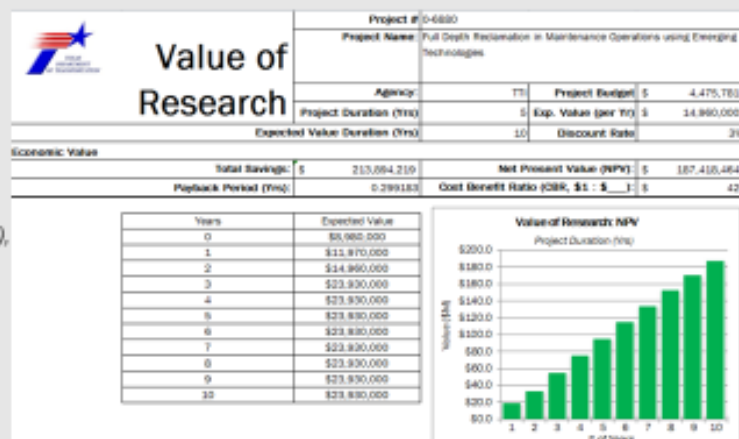 Value of
Research
Project # 0-6880
Project Name Full Depth Reclamation in Maintenance Operations using Emerging
Technologies
Agency: TTI Project Budget $ 4,475,781
Project Duration (Yrs) 5 Exp. Value (per Yr) $ 14,960,000
Expected Value Duration (Yrs) 10 Discount Rate 3%
Economic Value
Total Savings: $ 213,894,219 Net Present Value (NPV): $ 187,418,464
Payback Period (Yrs): 0.299183 Cost Benefit Ratio (CBR, $1 : $___): $ 42
Years Expected Value
0 $8,980,000
1 $11,970,000
2 $14,960,000
3 $23,930,000
4 $23,930,000
5 $23,930,000
6 $23,930,000
7 $23,930,000
8 $23,930,000
9 $23,930,000
10 $23,930,000
Value of Research: NPV
Project Duration (Yrs)
Value ($M)
$200.0
$180.0
$160.0
$140.0
$120.0
$100.0
$80.0
$60.0
$40.0
$20.0
$0.0
1 2 3 4 5 6 7 8 9 10
# of Years